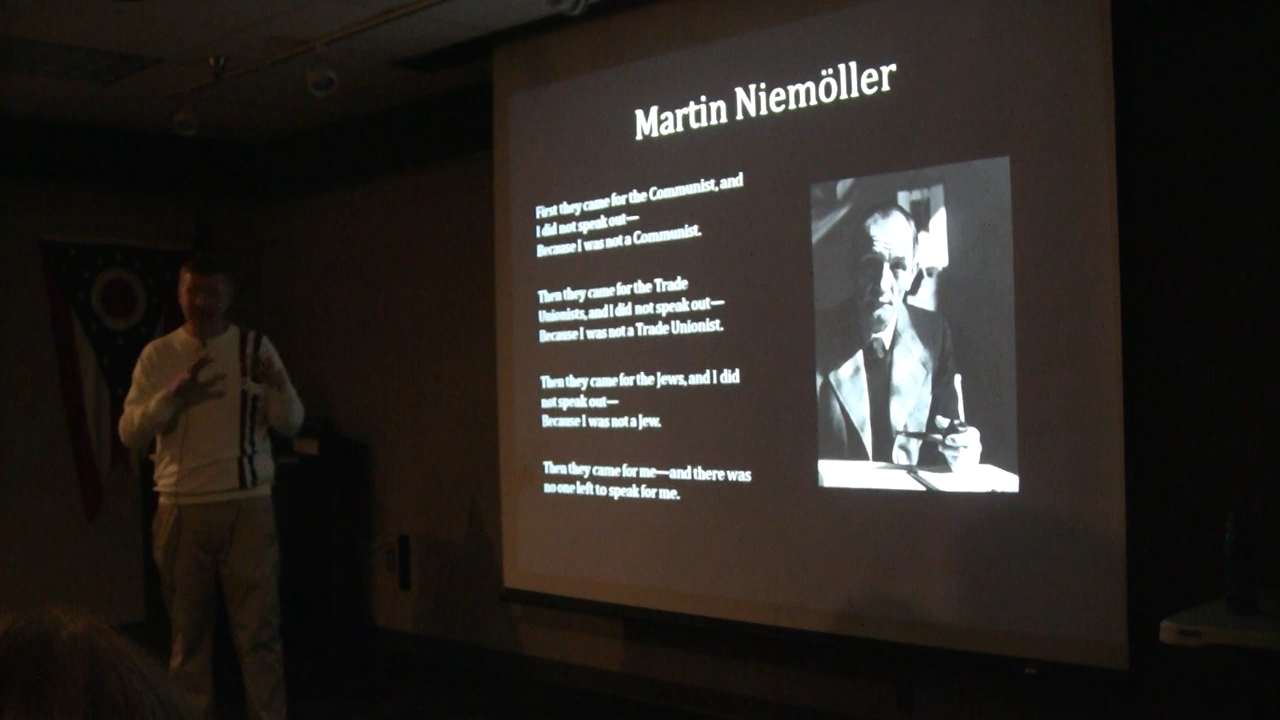 Martin Niemöller
First they came for the Communist, and
I did not speak out—
Because I was not a Communist.
Then they came for the Trade
Unionists, and I did not speak out—
Because I was not a Trade Unionist.
Then they came for the Jews, and I did
not speak out—
Because I was not a Jew.
Then they came for me—and there was
no one left to speak for me.